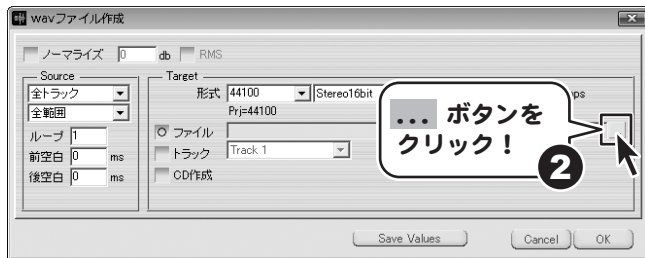 wavファイル作成
ノーマライズ 0 db RMS
Source
全トラック
全範囲
ループ 1
前空白 0 ms
後空白 0 ms
Target
形式 44100 Stereo16bit
Prj=44100
ファイル
トラック Track 1
CD作成
... ボタンを
クリック！
2
Save Values Cancel OK